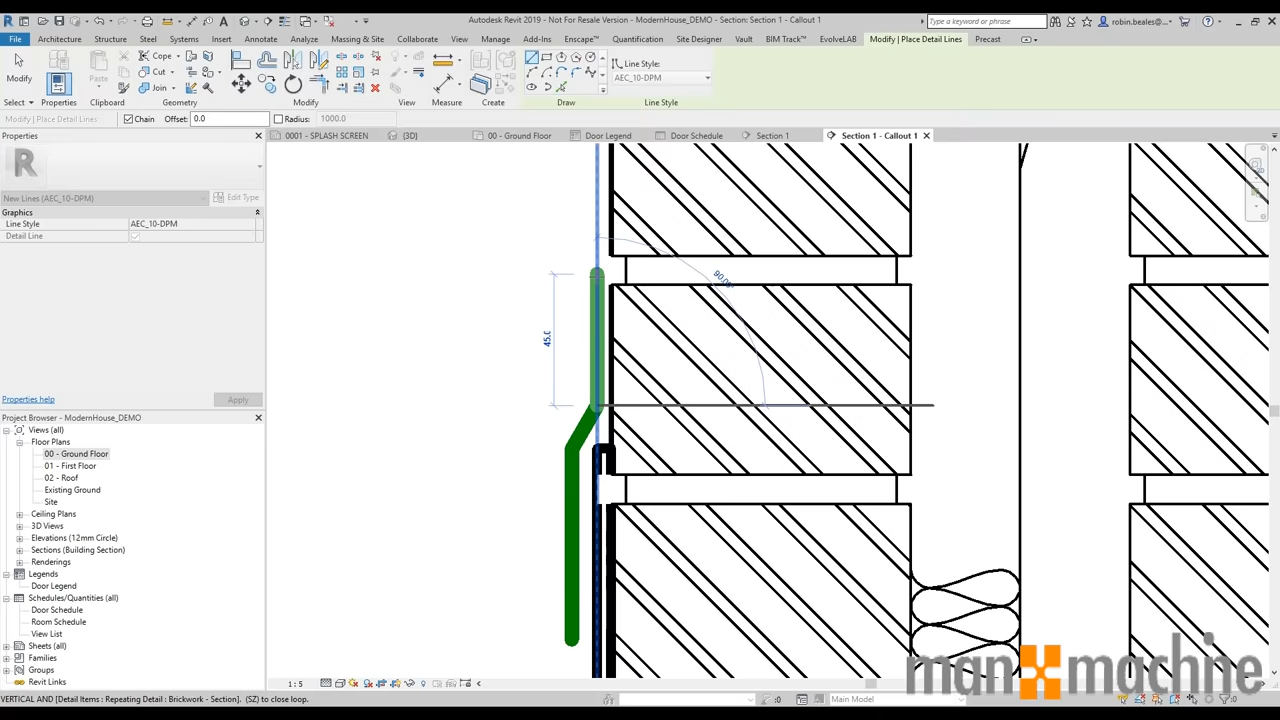 Autodesk Revit 2019 - Not For Resale Version - ModernHouse_DEMO - Section: Section 1 - Callout 1
Type a keyword or phrase
robin.beales@...
File Architecture Structure Steel Systems Insert Annotate Analyze Massing & Site Collaborate View Manage Add-Ins Enscape™ Quantification Site Designer Vault BIM Track™ EvolveLAB Modify | Place Detail Lines Precast
Modify
Paste
Cope
Cut
Join
Line Style:
AEC_10-DPM
Select Properties Clipboard Geometry Modify View Measure Create Draw Line Style
Modify | Place Detail Lines
Chain Offset: 0.0 Radius: 1000.0
Properties
0001 - SPLASH SCREEN {3D} 00 - Ground Floor Door Legend Door Schedule Section 1 Section 1 - Callout 1
R
New Lines (AEC_10-DPM) Edit Type
Graphics
Line Style AEC_10-DPM
Detail Line
90.00°
45.0
Properties help Apply
Project Browser - ModernHouse_DEMO
Views (all)
Floor Plans
00 - Ground Floor
01 - First Floor
02 - Roof
Existing Ground
Site
Ceiling Plans
3D Views
Elevations (12mm Circle)
Sections (Building Section)
Renderings
Legends
Door Legend
Schedules/Quantities (all)
Door Schedule
Room Schedule
View List
Sheets (all)
Families
Groups
Revit Links
man machine
1 : 5
VERTICAL AND [Detail Items : Repeating Detail : Brickwork - Section]. (SZ) to close loop.
:0
Main Model
:0